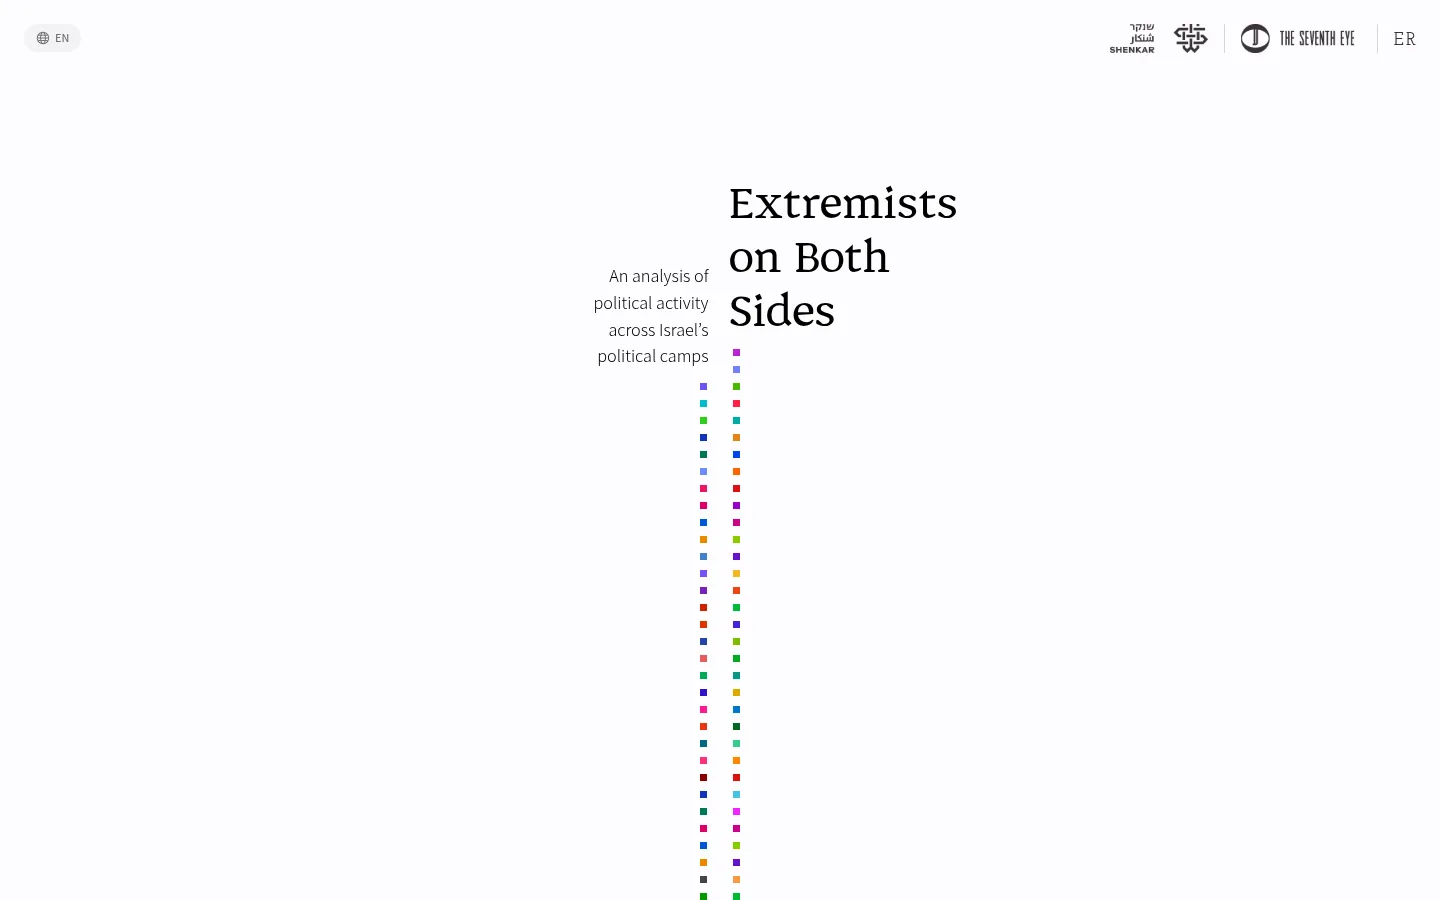 EN
שנקר
شنكار
SHENKAR
THE SEVENTH EYE
ER
Extremists
on Both
Sides
An analysis of
political activity
across Israel’s
political camps